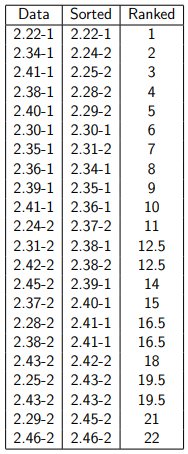 Data Sorted Ranked
2.22-1 2.22-1 1
2.34-1 2.24-2 2
2.41-1 2.25-2 3
2.38-1 2.28-2 4
2.40-1 2.29-2 5
2.30-1 2.30-1 6
2.35-1 2.31-2 7
2.36-1 2.34-1 8
2.39-1 2.35-1 9
2.41-1 2.36-1 10
2.24-2 2.37-2 11
2.31-2 2.38-1 12.5
2.42-2 2.38-2 12.5
2.45-2 2.39-1 14
2.37-2 2.40-1 15
2.28-2 2.41-1 16.5
2.38-2 2.41-1 16.5
2.43-2 2.42-2 18
2.25-2 2.43-2 19.5
2.43-2 2.43-2 19.5
2.29-2 2.45-2 21
2.46-2 2.46-2 22